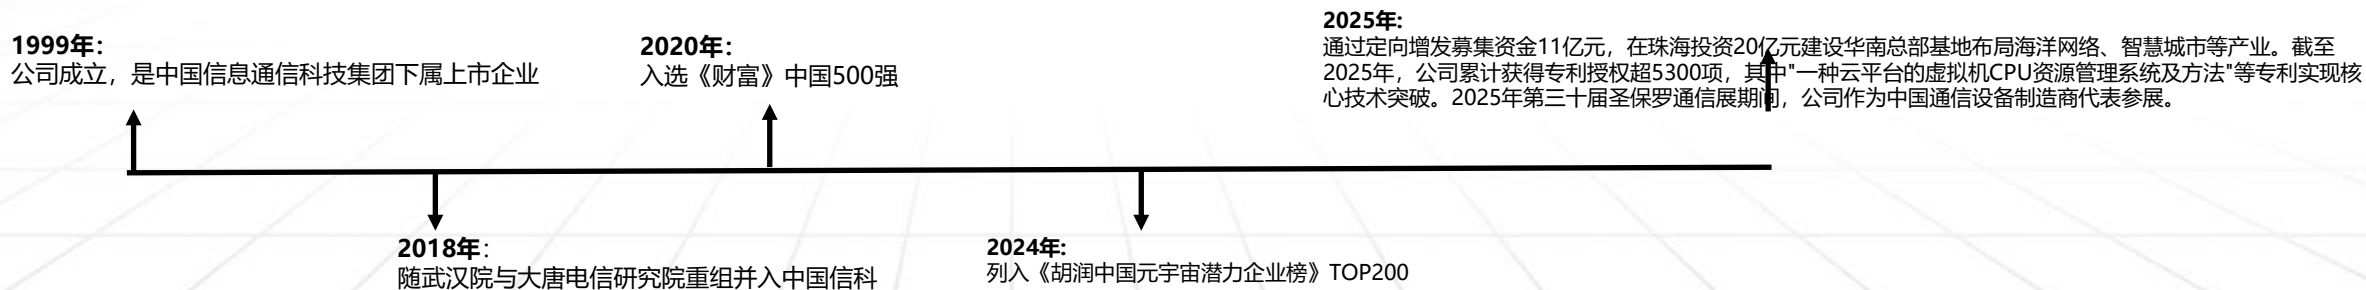 1999年：
公司成立，是中国信息通信科技集团下属上市企业
2018年：
随武汉院与大唐电信研究院重组并入中国信科
2020年：
入选《财富》中国500强
2024年:
列入《胡润中国元宇宙潜力企业榜》TOP200
2025年:
通过定向增发募集资金11亿元，在珠海投资20亿元建设华南总部基地布局海洋网络、智慧城市等产业。截至
2025年，公司累计获得专利授权超5300项，其中"一种云平台的虚拟机CPU资源管理系统及方法"等专利实现核
心技术突破。2025年第三十届圣保罗通信展期间，公司作为中国通信设备制造商代表参展。